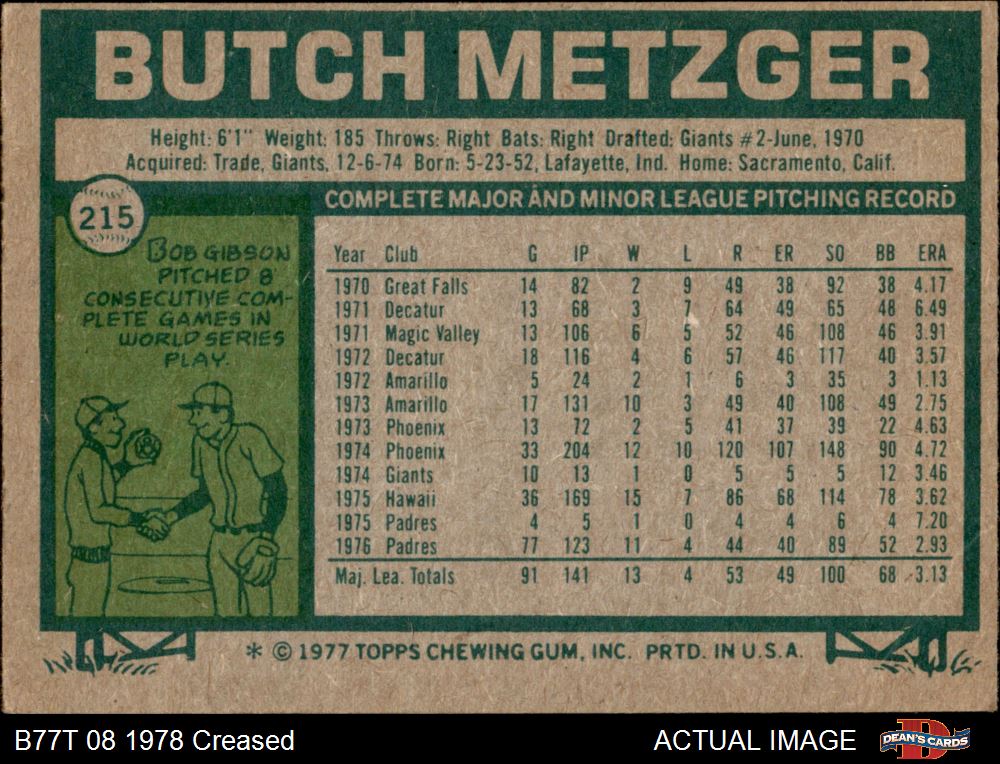 BUTCH METZGER
Height: 6'1" Weight: 185 Throws: Right Bats: Right Drafted: Giants #2-June, 1970
Acquired: Trade, Giants, 12-6-74 Born: 5-23-52, Lafayette, Ind. Home: Sacramento, Calif.
215
BOB GIBSON
PITCHED 8
CONSECUTIVE COM-
PLETE GAMES IN
WORLD SERIES
PLAY.
COMPLETE MAJOR AND MINOR LEAGUE PITCHING RECORD
Year Club G IP W L R ER SO BB ERA
1970 Great Falls 14 82 2 9 49 38 92 38 4.17
1971 Decatur 13 68 3 7 64 49 65 48 6.49
1971 Magic Valley 13 106 6 5 52 46 108 46 3.91
1972 Decatur 18 116 4 6 57 46 117 40 3.57
1972 Amarillo 5 24 2 1 6 3 35 3 1.13
1973 Amarillo 17 131 10 3 49 40 108 49 2.75
1973 Phoenix 13 72 2 5 41 37 39 22 4.63
1974 Phoenix 33 204 12 10 120 107 148 90 4.72
1974 Giants 10 13 1 0 5 5 5 12 3.46
1975 Hawaii 36 169 15 7 86 68 114 78 3.62
1975 Padres 4 5 1 0 4 4 6 4 7.20
1976 Padres 77 123 11 4 44 40 89 52 2.93
Maj. Lea. Totals 91 141 13 4 53 49 100 68 3.13
* © 1977 TOPPS CHEWING GUM, INC. PRTD. IN U.S.A.
B77T 08 1978 Creased
ACTUAL IMAGE
DEAN'S CARDS